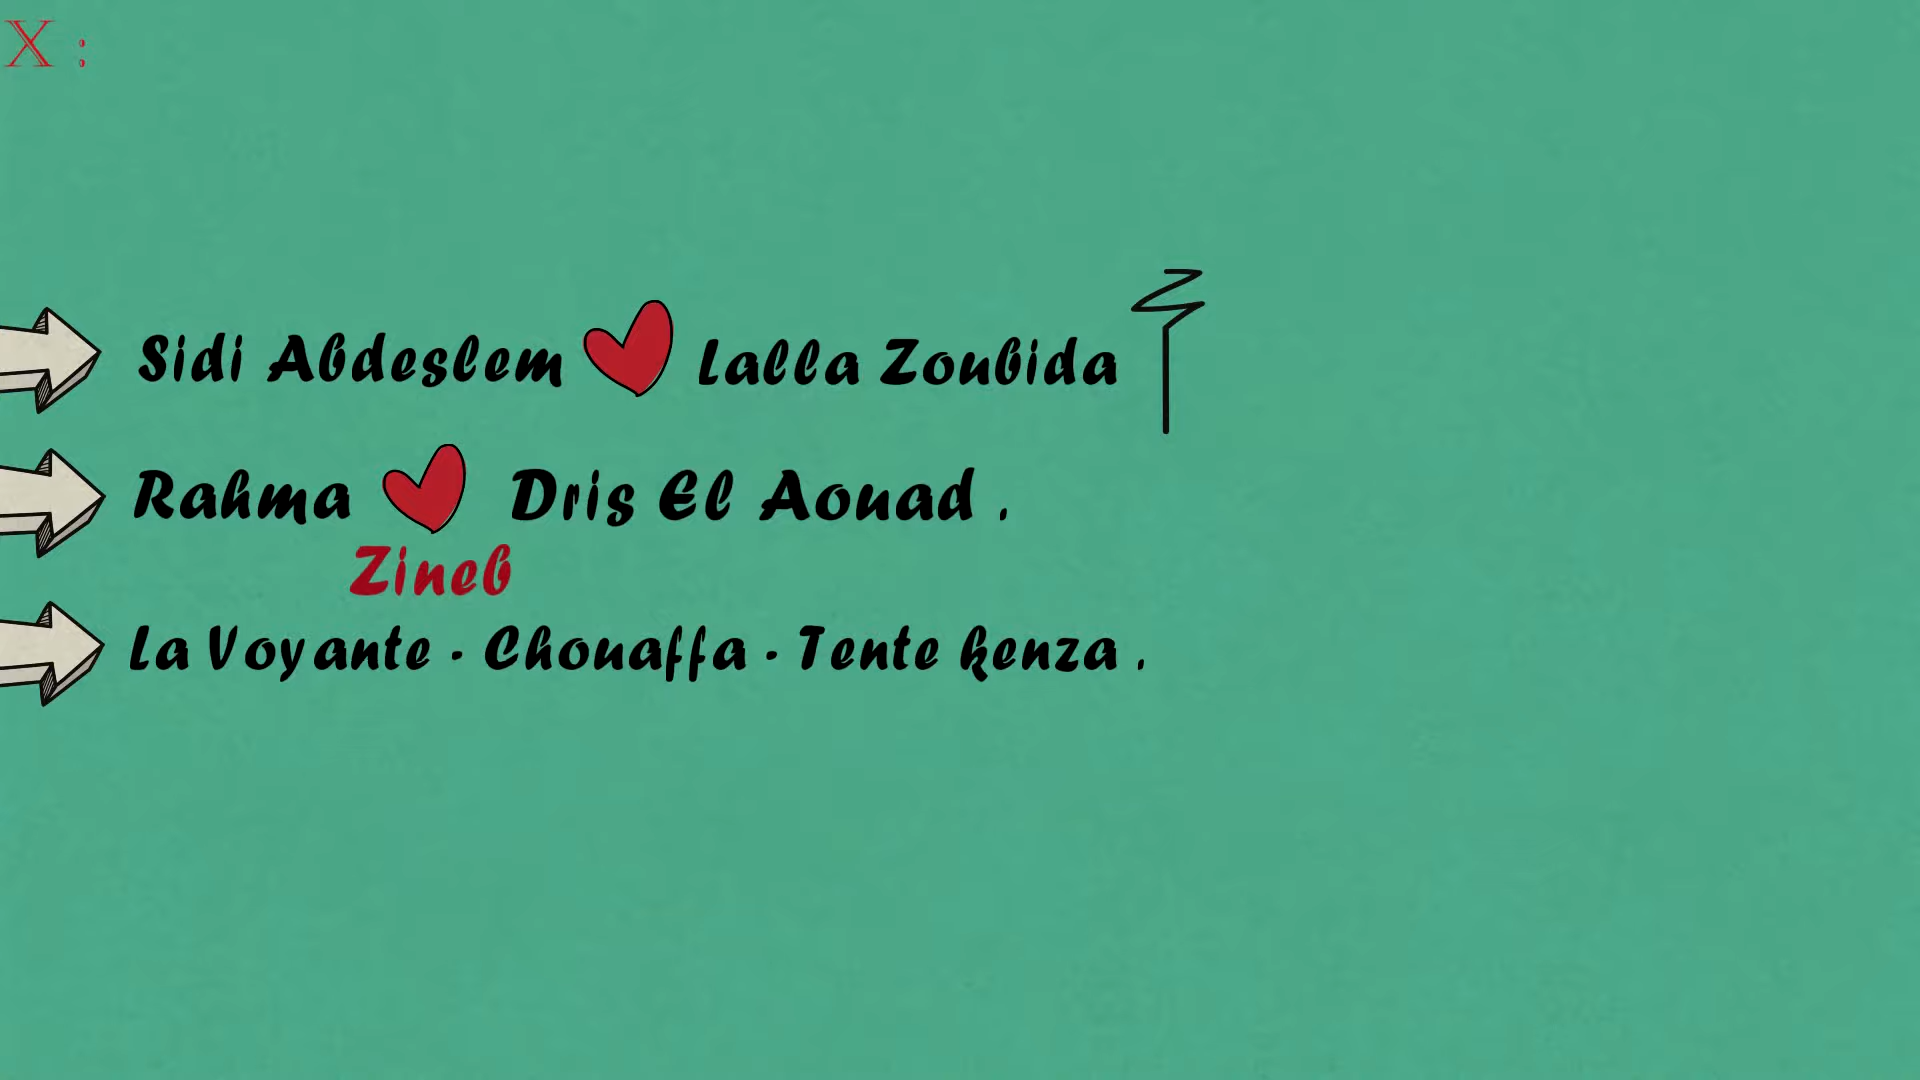 X :
Sidi Abdeslem Lalla Zoubida
Rahma Dris El Aouad .
Zineb
La Voyante - Chouaffa - Tente kenza .